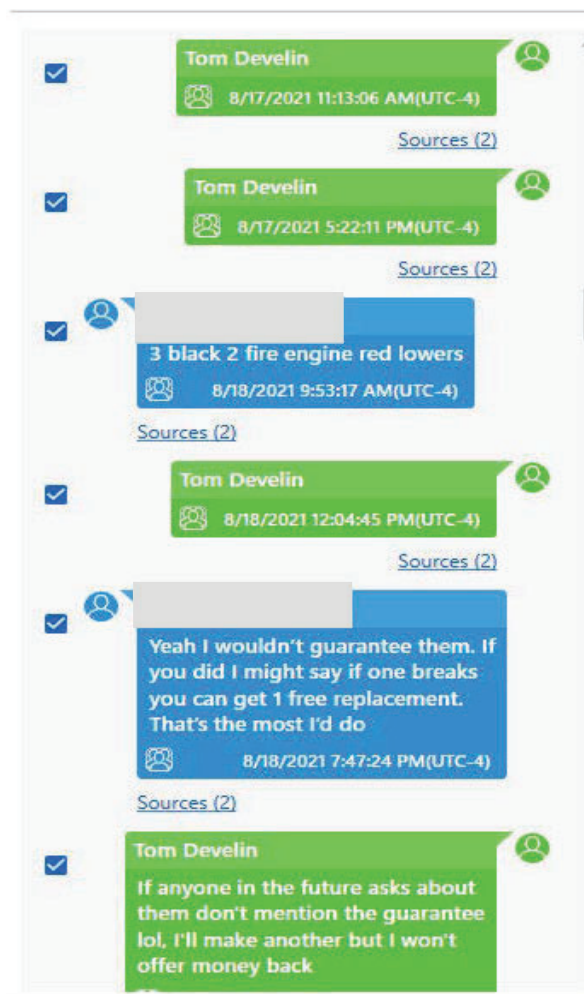 Tom Develin
8/17/2021 11:13:06 AM(UTC-4)
Sources (2)
Tom Develin
8/17/2021 5:22:11 PM(UTC-4)
Sources (2)
3 black 2 fire engine red lowers
8/18/2021 9:53:17 AM(UTC-4)
Sources (2)
Tom Develin
8/18/2021 12:04:45 PM(UTC-4)
Sources (2)
Yeah I wouldn't guarantee them. If
you did I might say if one breaks
you can get 1 free replacement.
That's the most I'd do
8/18/2021 7:47:24 PM(UTC-4)
Sources (2)
Tom Develin
If anyone in the future asks about
them don't mention the guarantee
lol, I'll make another but I won't
offer money back